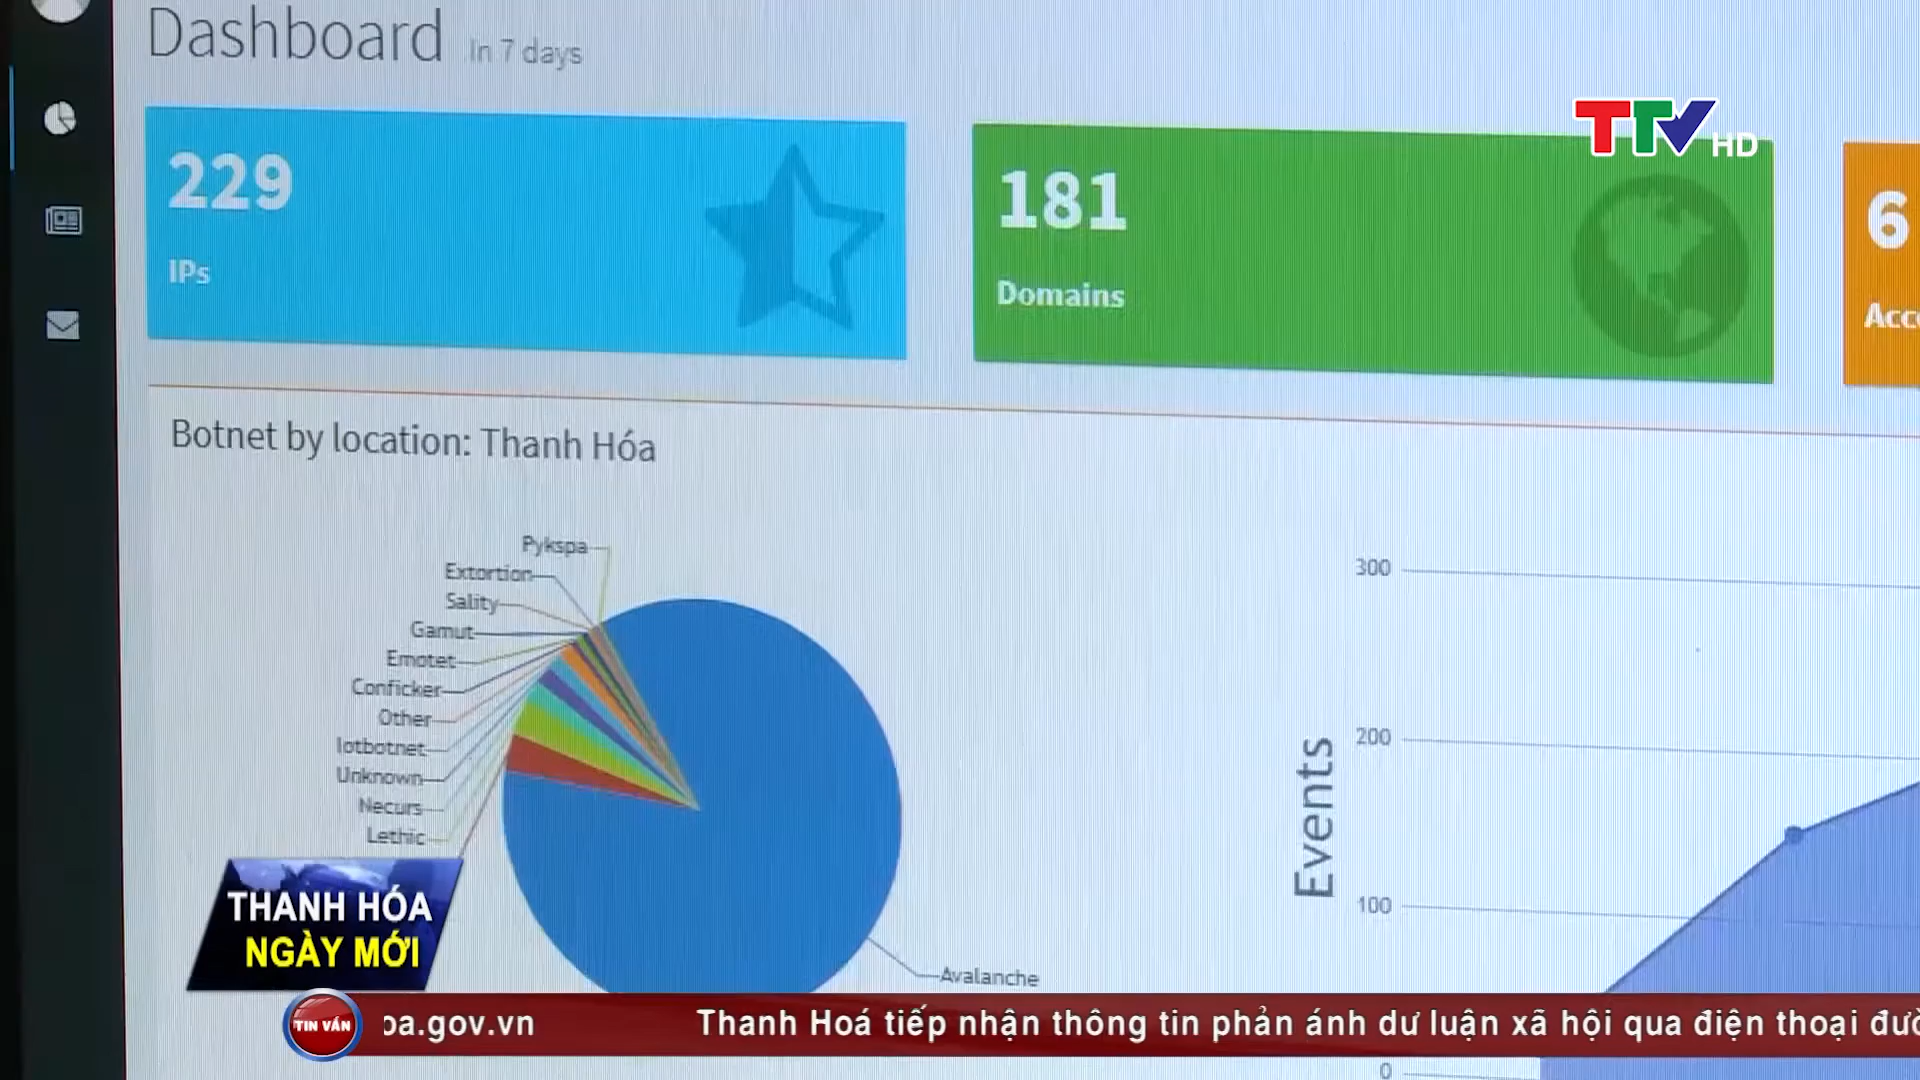 Dashboard In 7 days
TTV HD
229
IPs
181
Domains
6
Acc
Botnet by location: Thanh Hóa
Pykspa
Extortion
Sality
Gamut
Emotet
Conficker
Other
Iotbotnet
Unknown
Necurs
Lethic
Avalanche
300
200
100
0
Events
THANH HÓA
NGÀY MỚI
TIN VẮN
oa.gov.vn
Thanh Hoá tiếp nhận thông tin phản ánh dư luận xã hội qua điện thoại